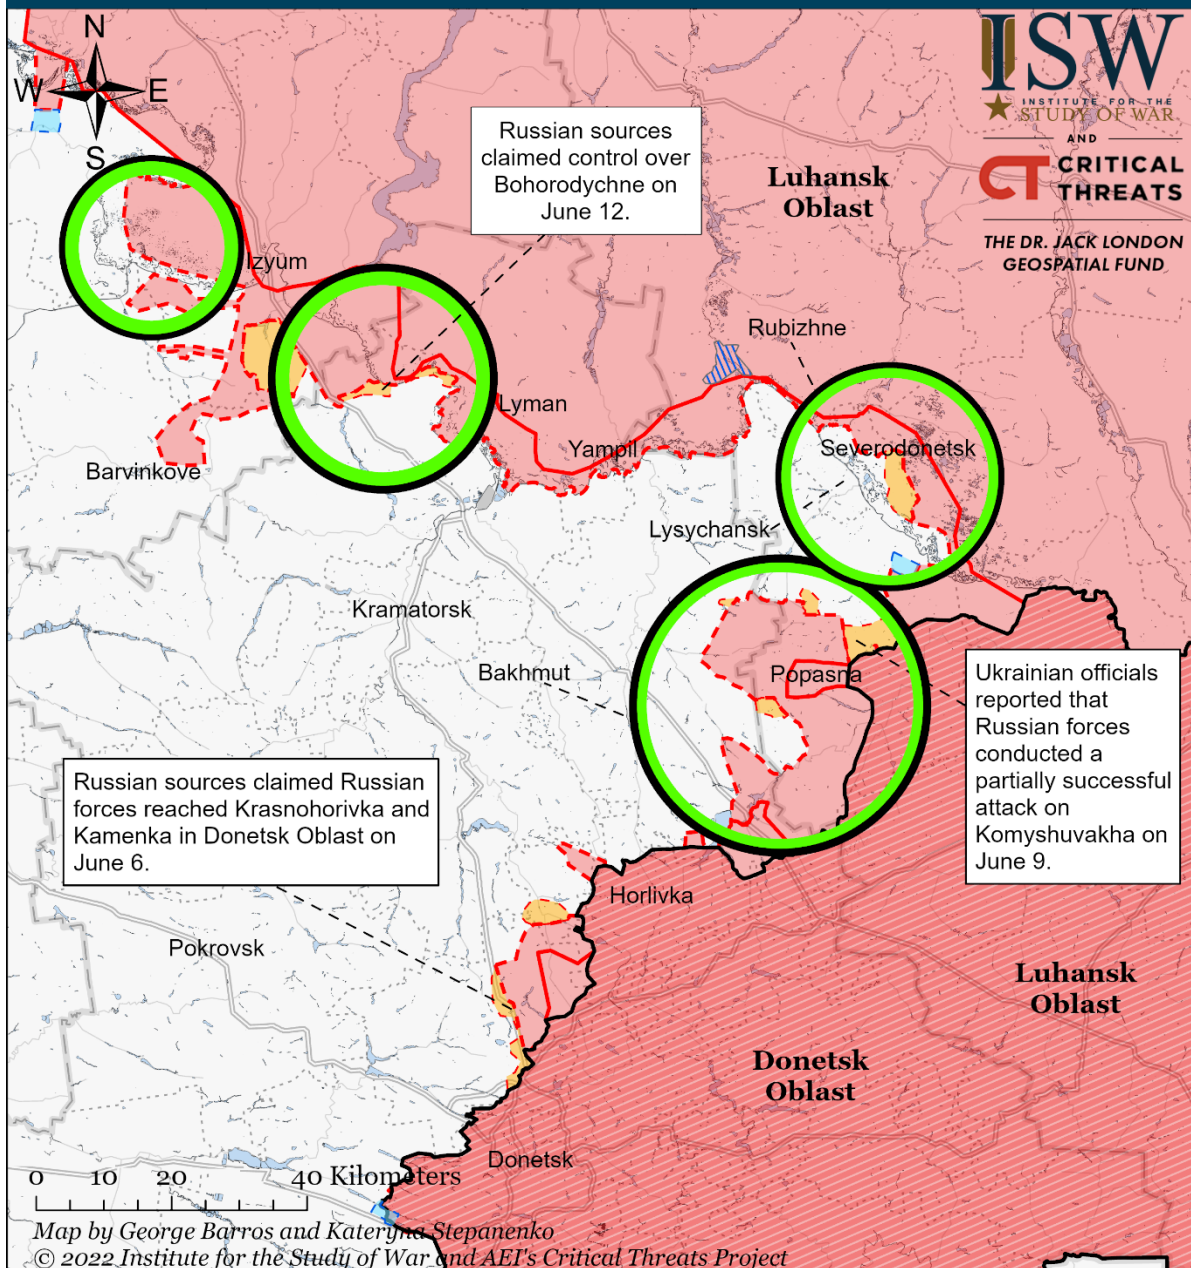 N
W E
S
ISW
INSTITUTE FOR THE
STUDY OF WAR
AND
CT CRITICAL
THREATS
THE DR. JACK LONDON
GEOSPATIAL FUND
Russian sources
claimed control over
Bohorodychne on
June 12.
Luhansk
Oblast
Izyum
Rubizhne
Lyman
Yampil
Severodonetsk
Barvinkove
Lysychansk
Kramatorsk
Bakhmut
Popasna
Ukrainian officials
reported that
Russian forces
conducted a
partially successful
attack on
Komyshuvakha on
June 9.
Russian sources claimed Russian
forces reached Krasnohorivka and
Kamenka in Donetsk Oblast on
June 6.
Horlivka
Pokrovsk
Luhansk
Oblast
Donetsk
Oblast
Donetsk
0 10 20 40 Kilometers
Map by George Barros and Kateryna Stepanenko
© 2022 Institute for the Study of War and AEI's Critical Threats Project